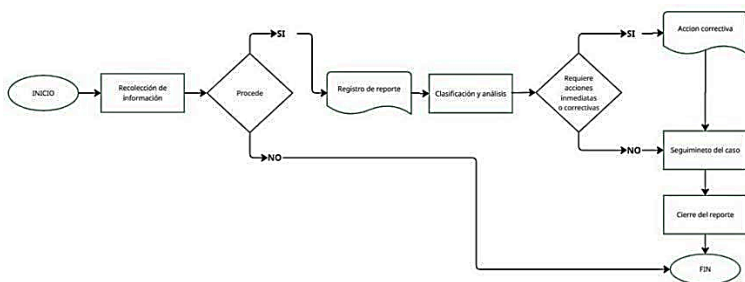 INICIO
Recolección de
información
Procede
SI
NO
Registro de reporte
Clasificación y análisis
Requiere
acciones
inmediatas
o correctivas
SI
NO
Accion correctiva
Seguimineto del caso
Cierre del reporte
FIN